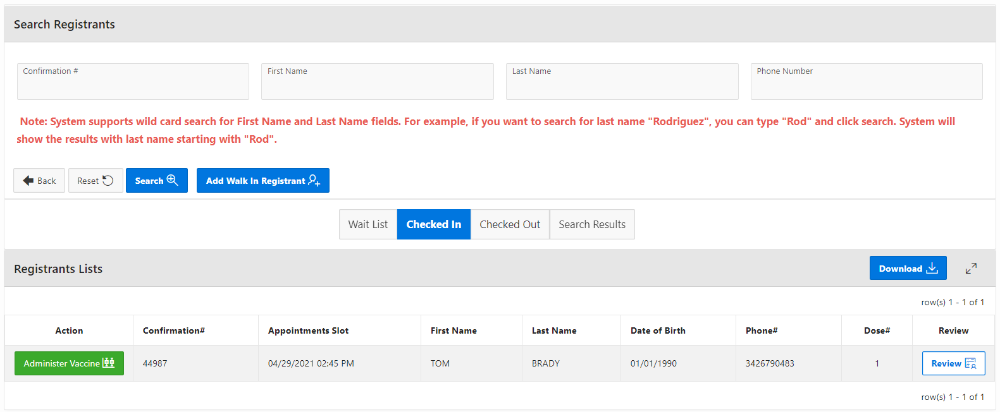 Search Registrants
Confirmation #
First Name
Last Name
Phone Number
Note: System supports wild card search for First Name and Last Name fields. For example, if you want to search for last name "Rodriguez", you can type "Rod" and click search. System will
show the results with last name starting with "Rod".
Back
Reset
Search
Add Walk In Registrant
Wait List
Checked In
Checked Out
Search Results
Registrants Lists
Download
row(s) 1 - 1 of 1
Action Confirmation# Appointments Slot First Name Last Name Date of Birth Phone# Dose# Review
Administer Vaccine 44987 04/29/2021 02:45 PM TOM BRADY 01/01/1990 3426790483 1 Review
row(s) 1 - 1 of 1